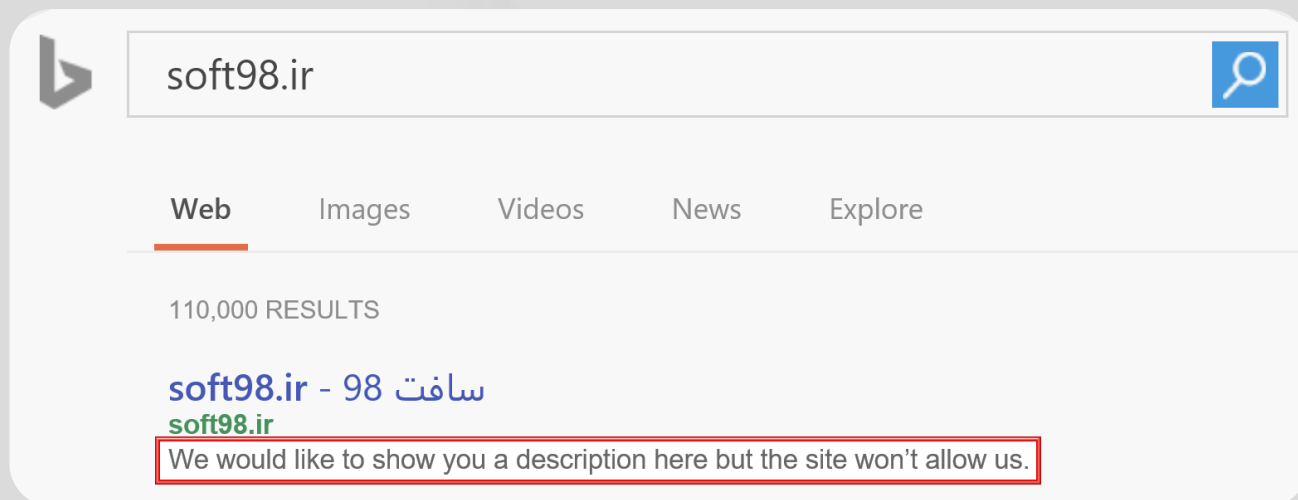 soft98.ir
Web Images Videos News Explore
110,000 RESULTS
soft98.ir - سافت 98
soft98.ir
We would like to show you a description here but the site won’t allow us.